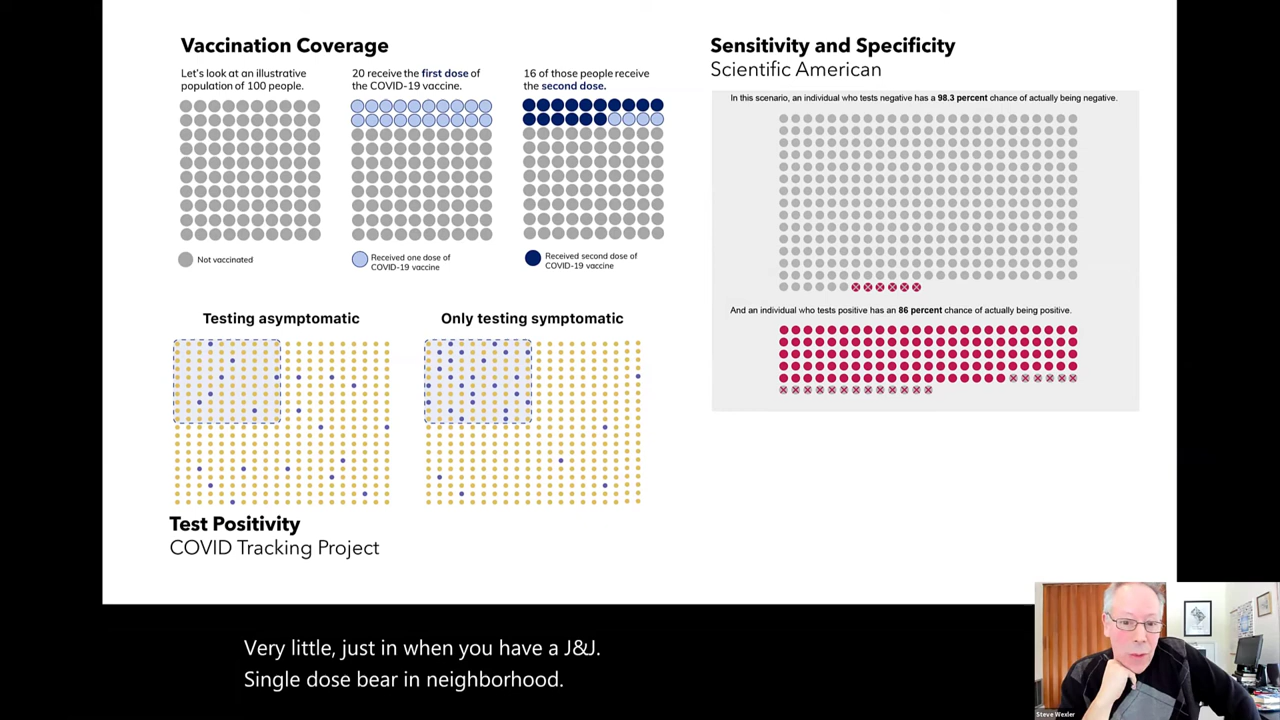 Vaccination Coverage
Let's look at an illustrative
population of 100 people.
20 receive the first dose of
the COVID-19 vaccine.
16 of those people receive
the second dose.
Not vaccinated
Received one dose of
COVID-19 vaccine
Received second dose of
COVID-19 vaccine
Sensitivity and Specificity
Scientific American
In this scenario, an individual who tests negative has a 98.3 percent chance of actually being negative.
And an individual who tests positive has an 86 percent chance of actually being positive.
Testing asymptomatic
Only testing symptomatic
Test Positivity
COVID Tracking Project
Very little, just in when you have a J&J.
Single dose bear in neighborhood.
Steve Wexler